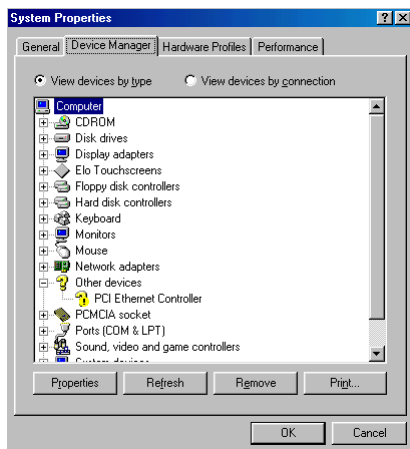 System Properties
General Device Manager Hardware Profiles Performance
View devices by type View devices by connection
Computer
CDROM
Disk drives
Display adapters
Elo Touchscreens
Floppy disk controllers
Hard disk controllers
Keyboard
Monitors
Mouse
Network adapters
Other devices
PCI Ethernet Controller
PCMCIA socket
Ports (COM & LPT)
Sound, video and game controllers
System devices
Properties Refresh Remove Print...
OK Cancel